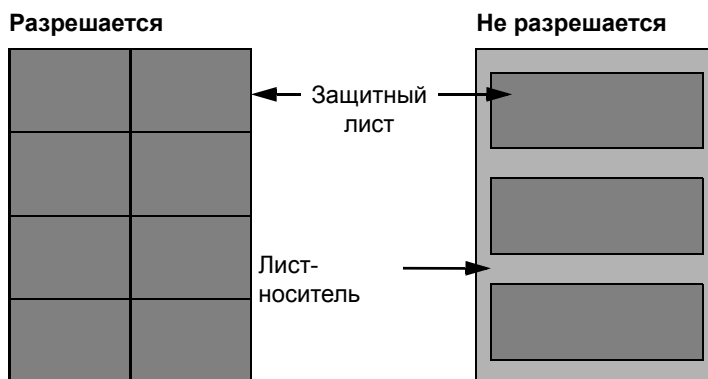 Разрешается
Не разрешается
Защитный
лист
Лист-
носитель